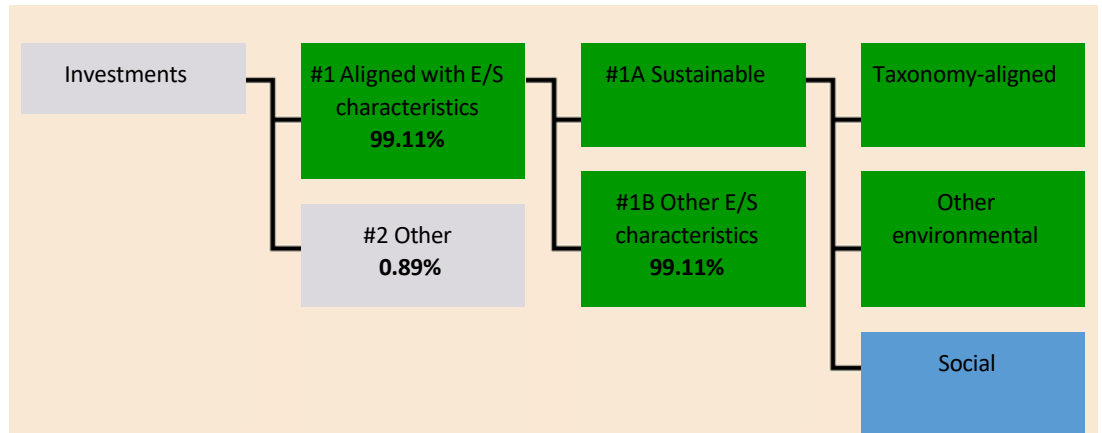 Investments
#1 Aligned with E/S
characteristics
99.11%
#2 Other
0.89%
#1A Sustainable
#1B Other E/S
characteristics
99.11%
Taxonomy-aligned
Other
environmental
Social